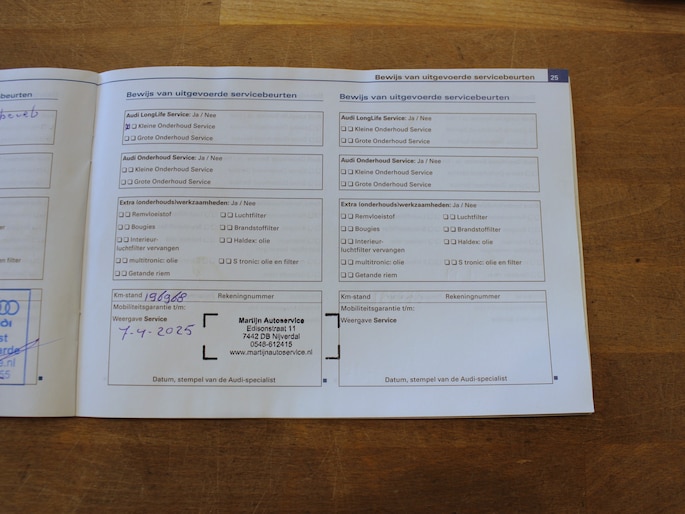 beurten
Bewijs van uitgevoerde servicebeurten 25
Bewijs van uitgevoerde servicebeurten
Audi LongLife Service: Ja / Nee
Kleine Onderhoud Service
Grote Onderhoud Service
Audi Onderhoud Service: Ja / Nee
Kleine Onderhoud Service
Grote Onderhoud Service
Extra (onderhouds)werkzaamheden: Ja / Nee
Remvloeistof Luchtfilter
Bougies Brandstoffilter
Interieur- Haldex: olie
luchtfilter vervangen
multitronic: olie S tronic: olie en filter
Getande riem
Km-stand 196968 Rekeningnummer
Mobiliteitsgarantie t/m:
Weergave Service
7-4-2025
Martijn Autoservice
Edisonstraat 11
7442 DB Nijverdal
0548-612415
www.martijnautoservice.nl
Datum, stempel van de Audi-specialist
Bewijs van uitgevoerde servicebeurten
Audi LongLife Service: Ja / Nee
Kleine Onderhoud Service
Grote Onderhoud Service
Audi Onderhoud Service: Ja / Nee
Kleine Onderhoud Service
Grote Onderhoud Service
Extra (onderhouds)werkzaamheden: Ja / Nee
Remvloeistof Luchtfilter
Bougies Brandstoffilter
Interieur- Haldex: olie
luchtfilter vervangen
multitronic: olie S tronic: olie en filter
Getande riem
Km-stand Rekeningnummer
Mobiliteitsgarantie t/m:
Weergave Service
Datum, stempel van de Audi-specialist
en filter